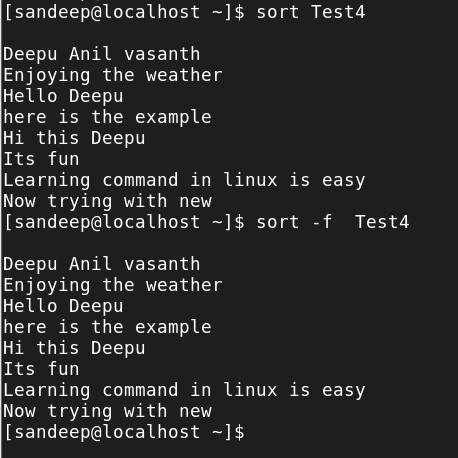 [sandeep@localhost ~]$ sort Test4

Deepu Anil vasanth
Enjoying the weather
Hello Deepu
here is the example
Hi this Deepu
Its fun
Learning command in linux is easy
Now trying with new
[sandeep@localhost ~]$ sort -f  Test4

Deepu Anil vasanth
Enjoying the weather
Hello Deepu
here is the example
Hi this Deepu
Its fun
Learning command in linux is easy
Now trying with new
[sandeep@localhost ~]$